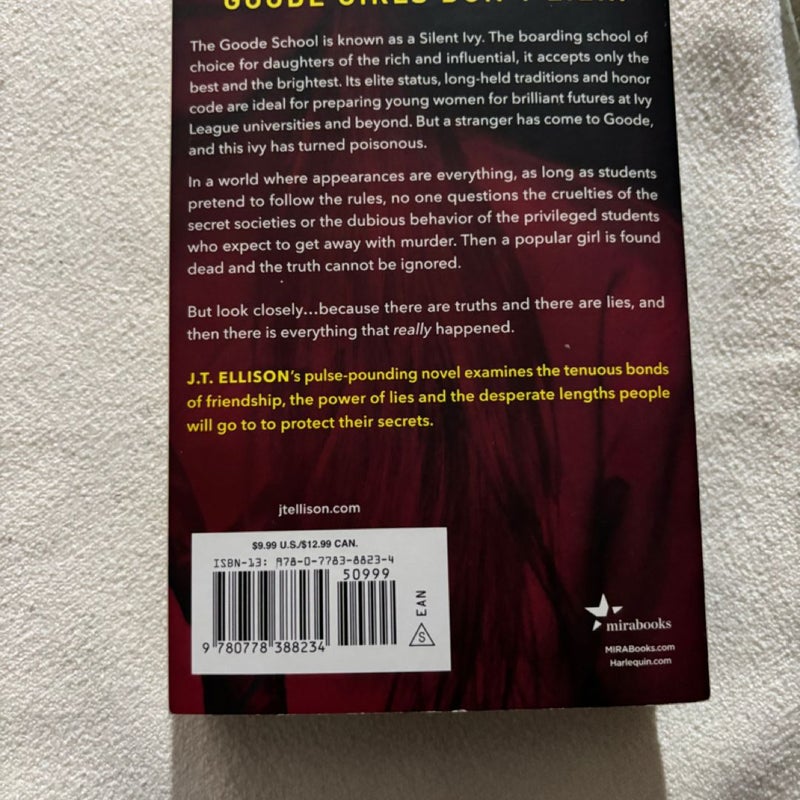 The Goode School is known as a Silent Ivy. The boarding school of
choice for daughters of the rich and influential, it accepts only the
best and the brightest. Its elite status, long-held traditions and honor
code are ideal for preparing young women for brilliant futures at Ivy
League universities and beyond. But a stranger has come to Goode,
and this ivy has turned poisonous.
In a world where appearances are everything, as long as students
pretend to follow the rules, no one questions the cruelties of the
secret societies or the dubious behavior of the privileged students
who expect to get away with murder. Then a popular girl is found
dead and the truth cannot be ignored.
But look closely...because there are truths and there are lies, and
then there is everything that really happened.
J.T. ELLISON's pulse-pounding novel examines the tenuous bonds
of friendship, the power of lies and the desperate lengths people
will go to to protect their secrets.
jtellison.com
$9.99 U.S./$12.99 CAN.
ISBN-13: 978-0-7783-8823-4
50999
EAN
S
9 780778 388234
mirabooks
MIRABooks.com
Harlequin.com